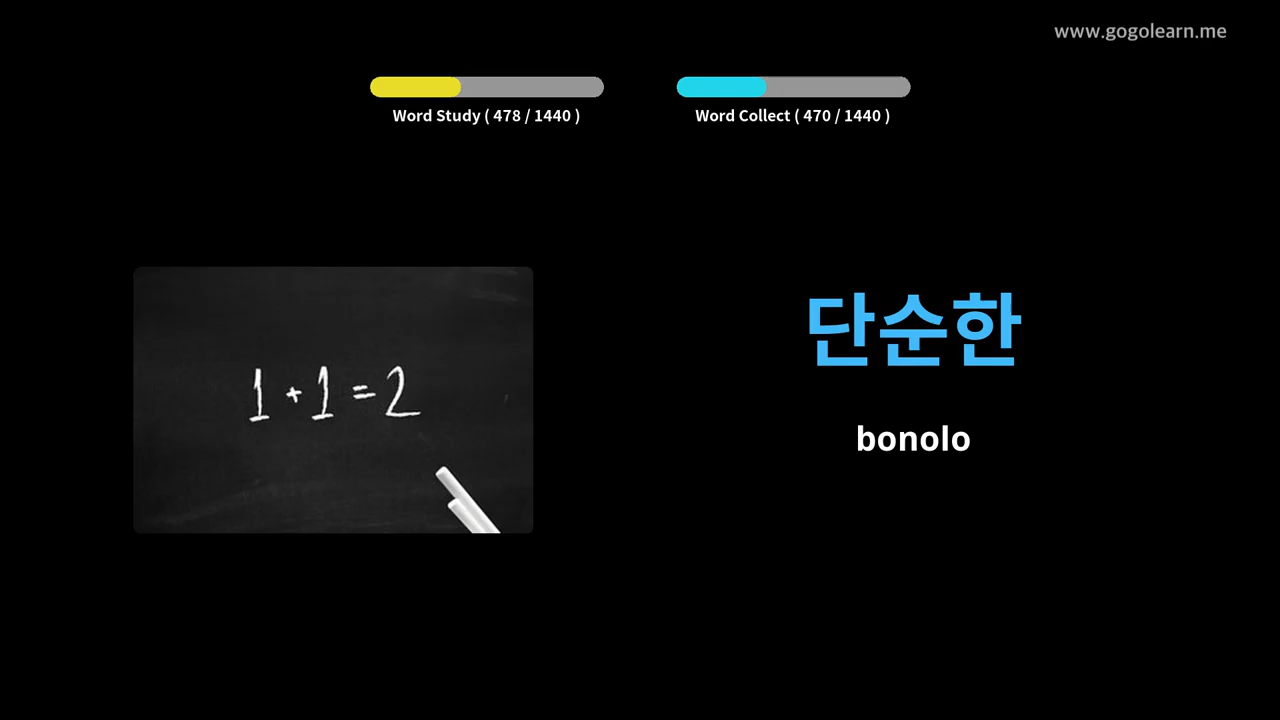 www.gogolearn.me
Word Study ( 478 / 1440 )
Word Collect ( 470 / 1440 )
1 + 1 = 2
단순한
bonolo